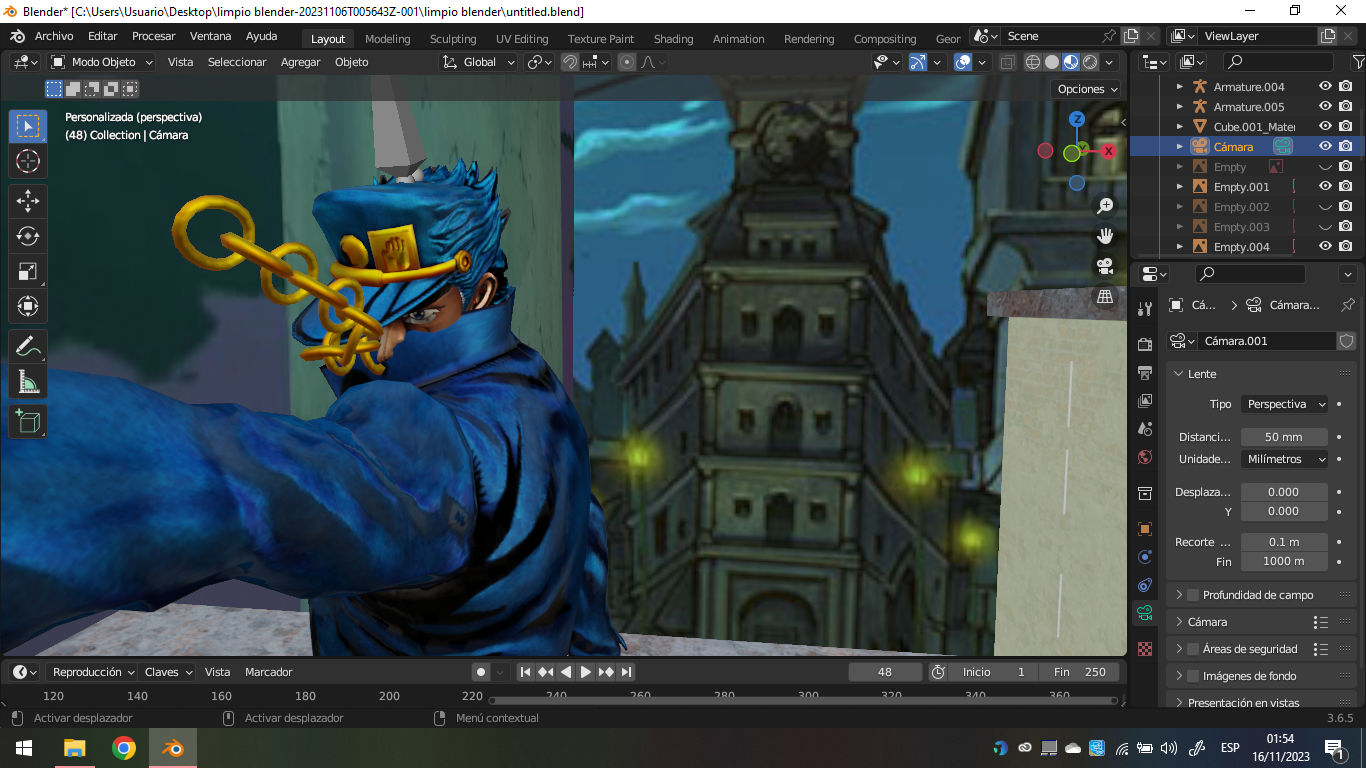 Blender* [C:\Users\Usuario\Desktop\limpio blender-20231106T005643Z-001\limpio blender\untitled.blend]
Archivo Editar Procesar Ventana Ayuda Layout Modeling Sculpting UV Editing Texture Paint Shading Animation Rendering Compositing Geor Scene ViewLayer
Modo Objeto Vista Seleccionar Agregar Objeto Global
Opciones
Personalizada (perspectiva)
(48) Collection | Cámara
Z
Y
X
Armature.004
Armature.005
Cube.001_Mater
Cámara
Empty
Empty.001
Empty.002
Empty.003
Empty.004
Cá... Cámara...
Cámara.001
Lente
Tipo Perspectiva
Distanci... 50 mm
Unidade... Milímetros
Desplaza... 0.000
Y 0.000
Recorte ... 0.1 m
Fin 1000 m
Profundidad de campo
Cámara
Áreas de seguridad
Imágenes de fondo
Presentación en vistas
Reproducción Claves Vista Marcador 48 Inicio 1 Fin 250
120 140 160 180 200 220 240 260 280 300 320 340 360
Activar desplazador Activar desplazador Menú contextual 3.6.5
ESP
01:54
16/11/2023
1